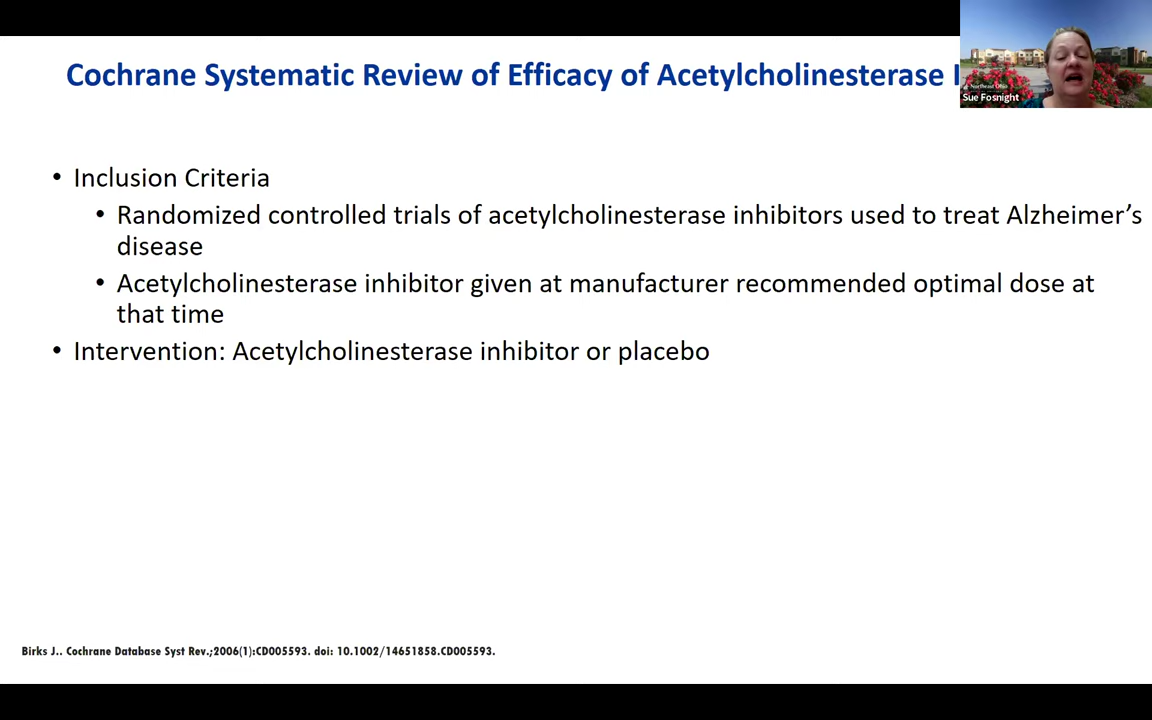 Cochrane Systematic Review of Efficacy of Acetylcholinesterase
Northeast Ohio
Sue Fosnight
• Inclusion Criteria
• Randomized controlled trials of acetylcholinesterase inhibitors used to treat Alzheimer’s
disease
• Acetylcholinesterase inhibitor given at manufacturer recommended optimal dose at
that time
• Intervention: Acetylcholinesterase inhibitor or placebo
Birks J.. Cochrane Database Syst Rev.;2006(1):CD005593. doi: 10.1002/14651858.CD005593.